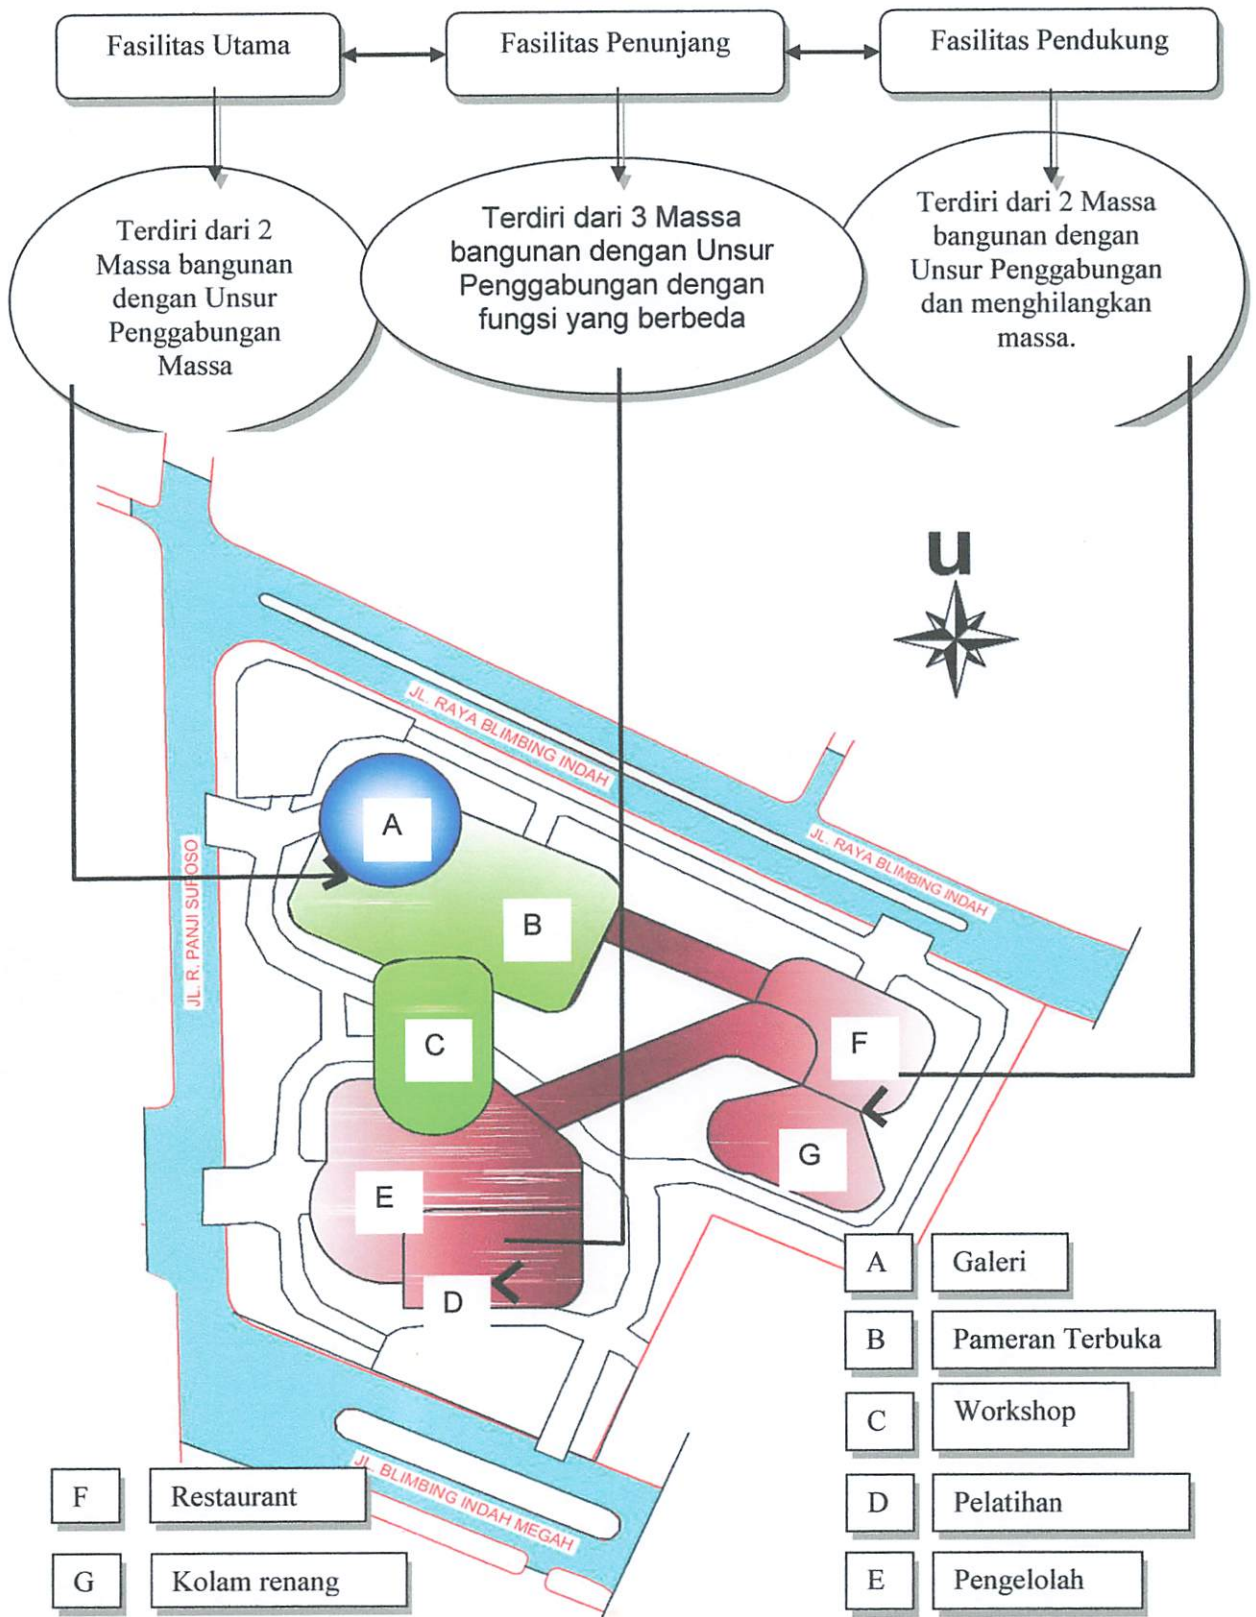 Fasilitas Utama
Fasilitas Penunjang
Fasilitas Pendukung
Terdiri dari 2
Massa bangunan
dengan Unsur
Penggabungan
Massa
Terdiri dari 3 Massa
bangunan dengan Unsur
Penggabungan dengan
fungsi yang berbeda
Terdiri dari 2 Massa
bangunan dengan
Unsur Penggabungan
dan menghilangkan
massa.
u
JL. RAYA BLIMBING INDAH
JL. RAYA BLIMBING INDAH
JL. R. PANJI SUROSO
A
B
C
F
G
E
D
A Galeri
B Pameran Terbuka
C Workshop
D Pelatihan
E Pengelolah
JL. BLIMBING INDAH MEGAH
F Restaurant
G Kolam renang